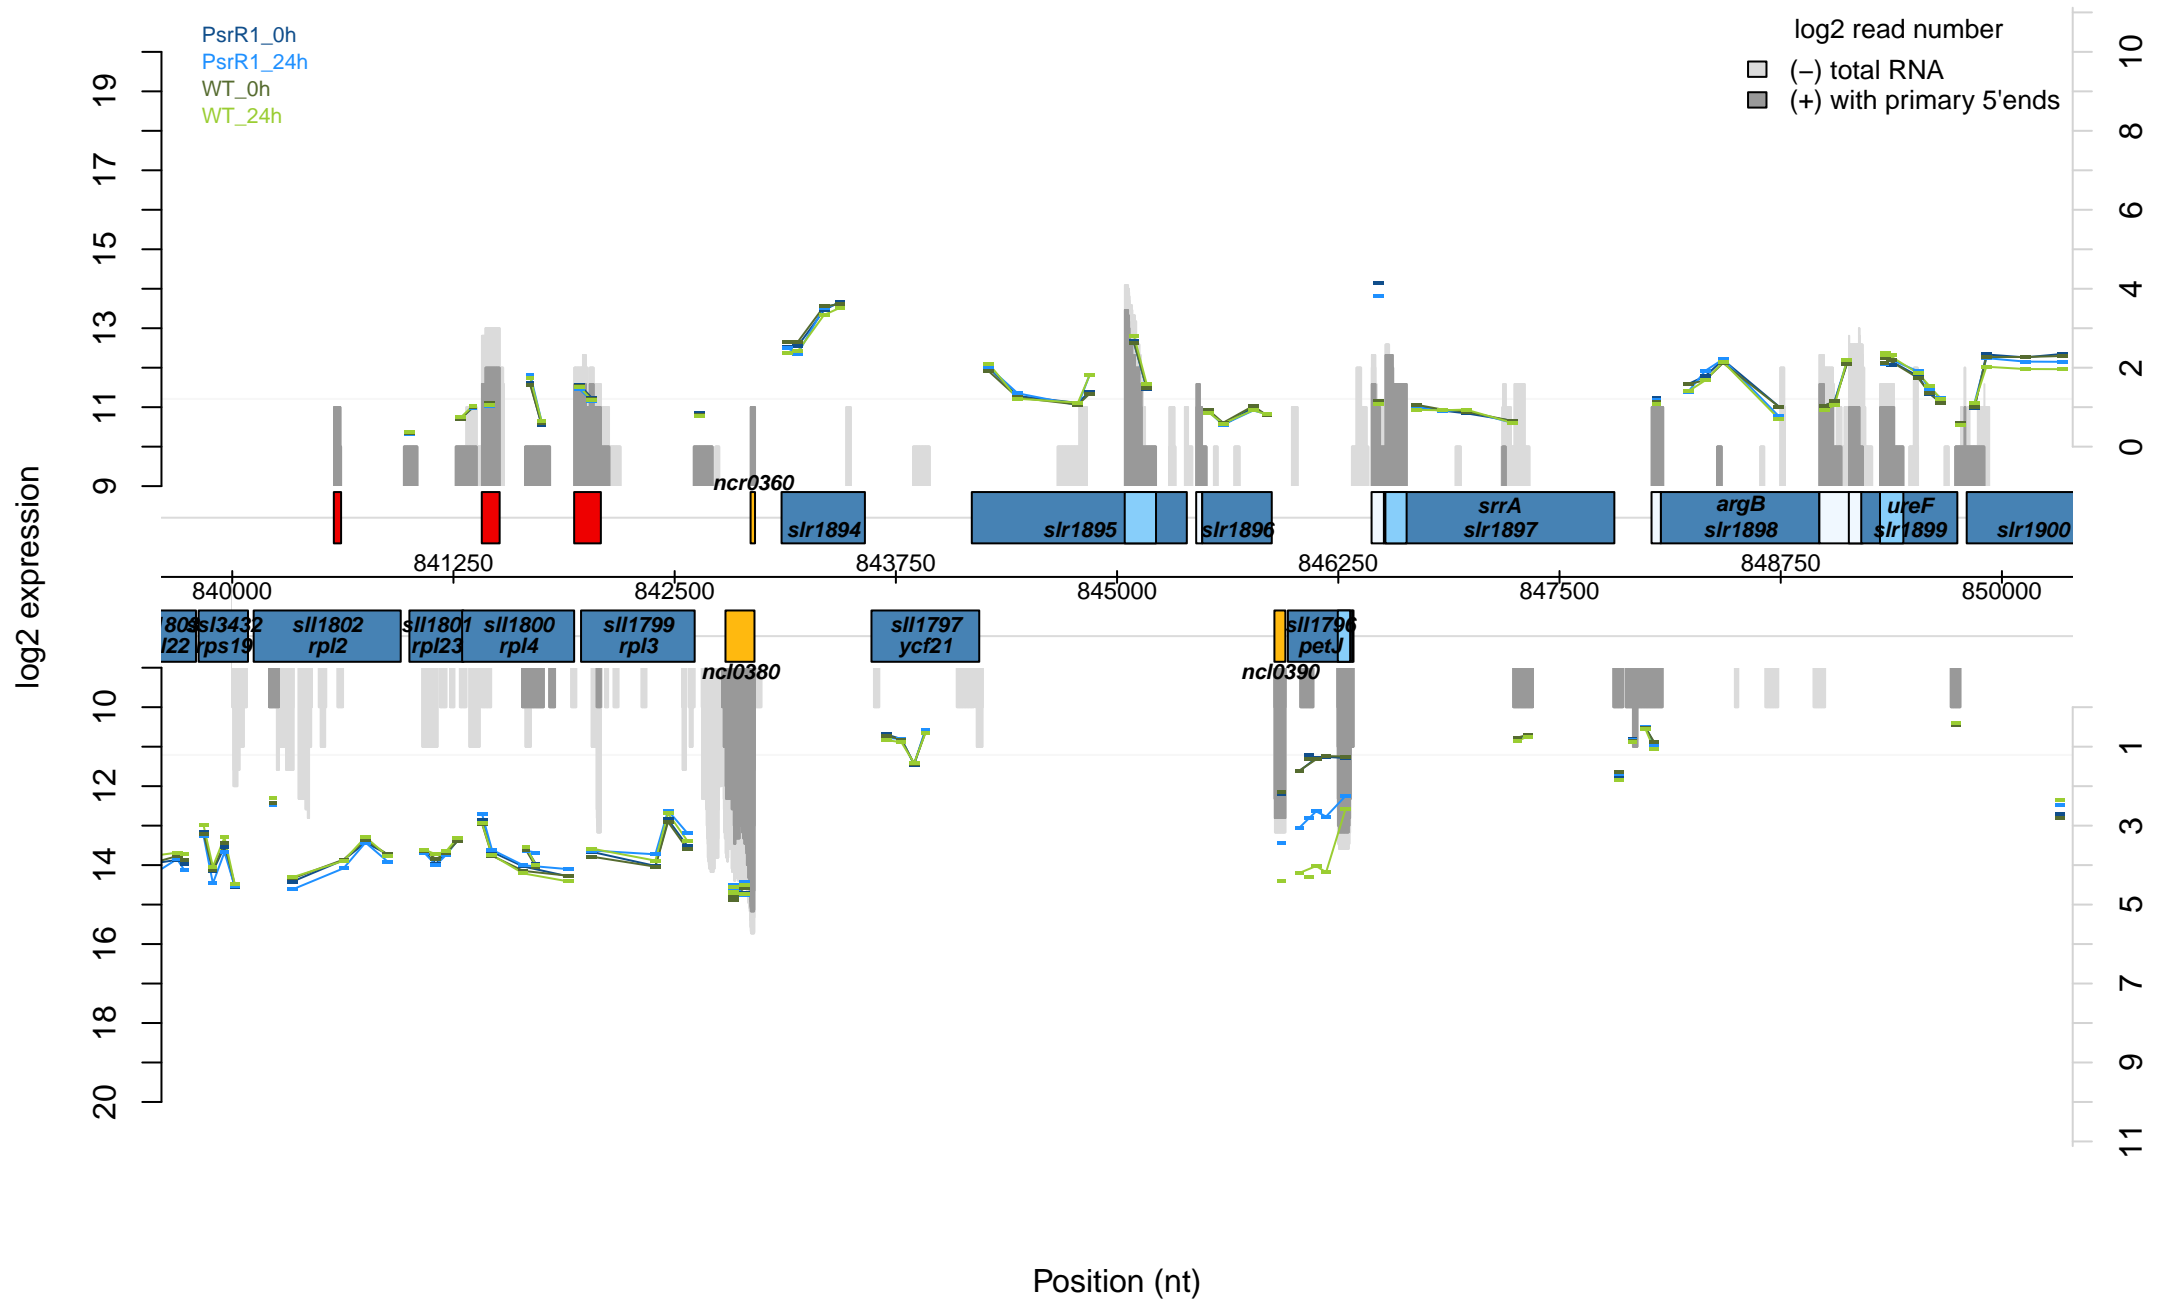 PsrR1_0h
PsrR1_24h
WT_0h
WT_24h
log2 read number
(−) total RNA
(+) with primary 5'ends
19
17
15
13
11
9
10
8
6
4
2
0
log2 expression
ncr0360
slr1894
slr1895
slr1896
srrA
slr1897
argB
slr1898
ureF
slr1899
slr1900
841250
843750
846250
848750
840000
842500
845000
847500
850000
ssl3432
rps19
sll1802
rpl2
sll1801
rpl23
sll1800
rpl4
sll1799
rpl3
ncl0380
sll1797
ycf21
ncl0390
sll1796
petJ
l22
10
12
14
16
18
20
1
3
5
7
9
11
Position (nt)